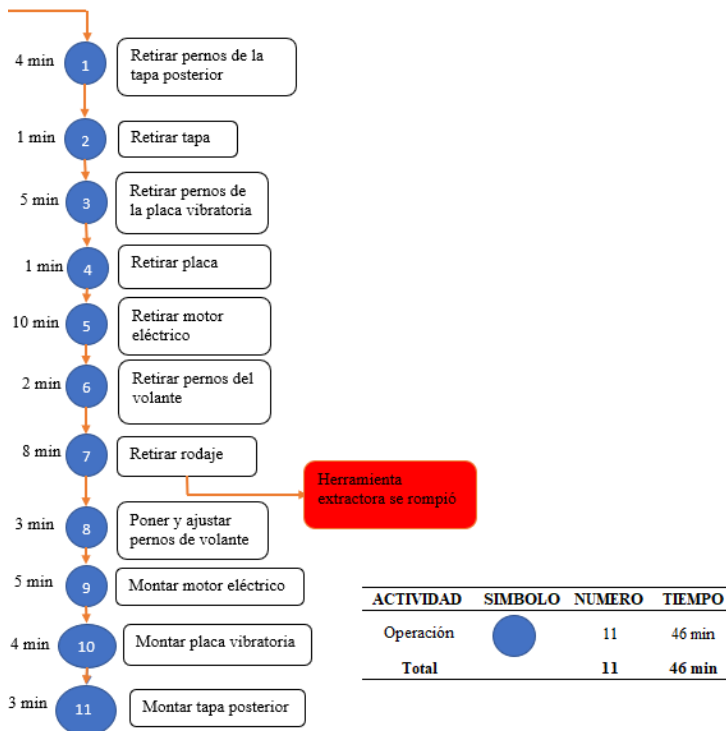 4 min
1
Retirar pernos de la
tapa posterior
1 min
2
Retirar tapa
5 min
3
Retirar pernos de
la placa vibratoria
1 min
4
Retirar placa
10 min
5
Retirar motor
eléctrico
2 min
6
Retirar pernos del
volante
8 min
7
Retirar rodaje
Herramienta
extractora se rompió
3 min
8
Poner y ajustar
pernos de volante
5 min
9
Montar motor eléctrico
4 min
10
Montar placa vibratoria
3 min
11
Montar tapa posterior
ACTIVIDAD SIMBOLO NUMERO TIEMPO
Operación 11 46 min
Total 11 46 min